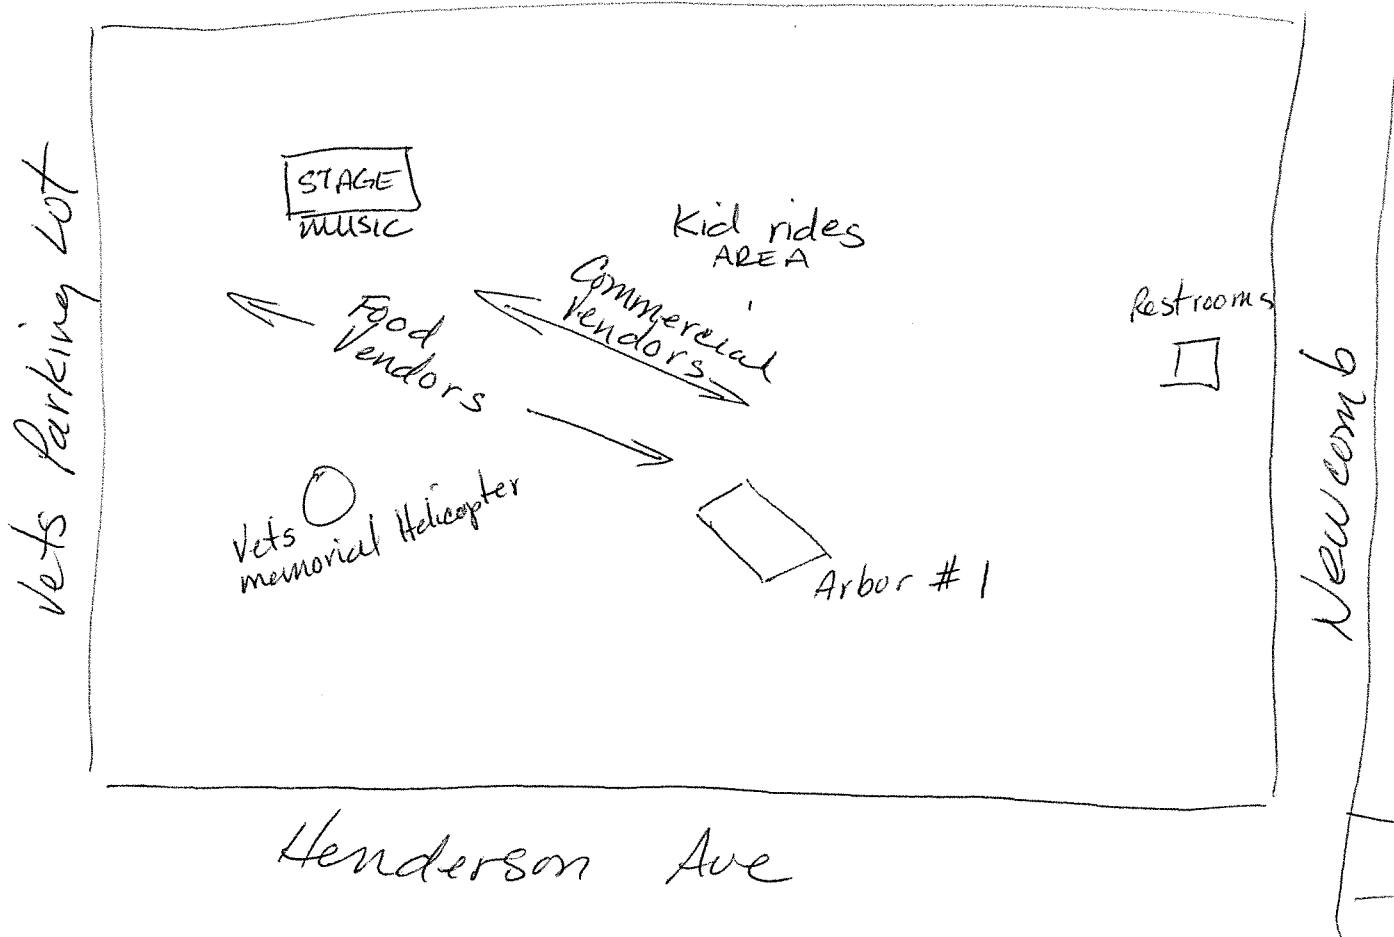 STAGE
MUSIC
Kid rides
AREA
Commercial
Vendors
Restrooms
Food
Vendors
Vets Parking Lot
Newcomb
Vets
memorial Helicopter
Arbor # 1
Henderson Ave